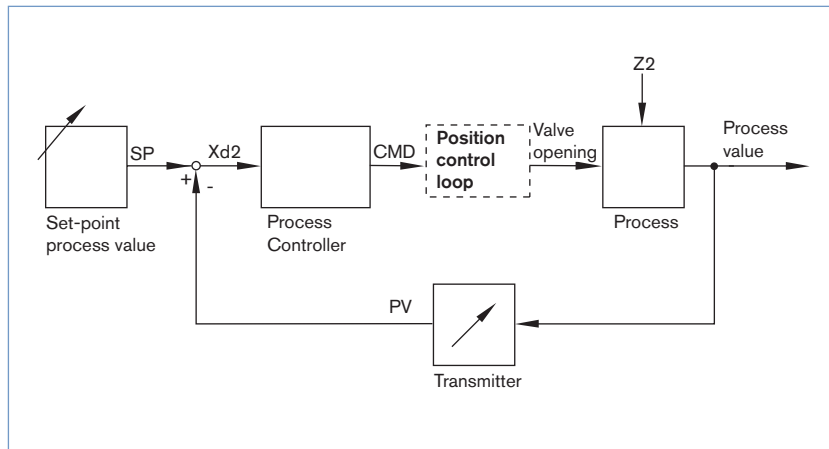 Z2
SP
+
-
Xd2
CMD
Position
control
loop
Valve
opening
Process
value
Set-point
process value
Process
Controller
Process
PV
Transmitter